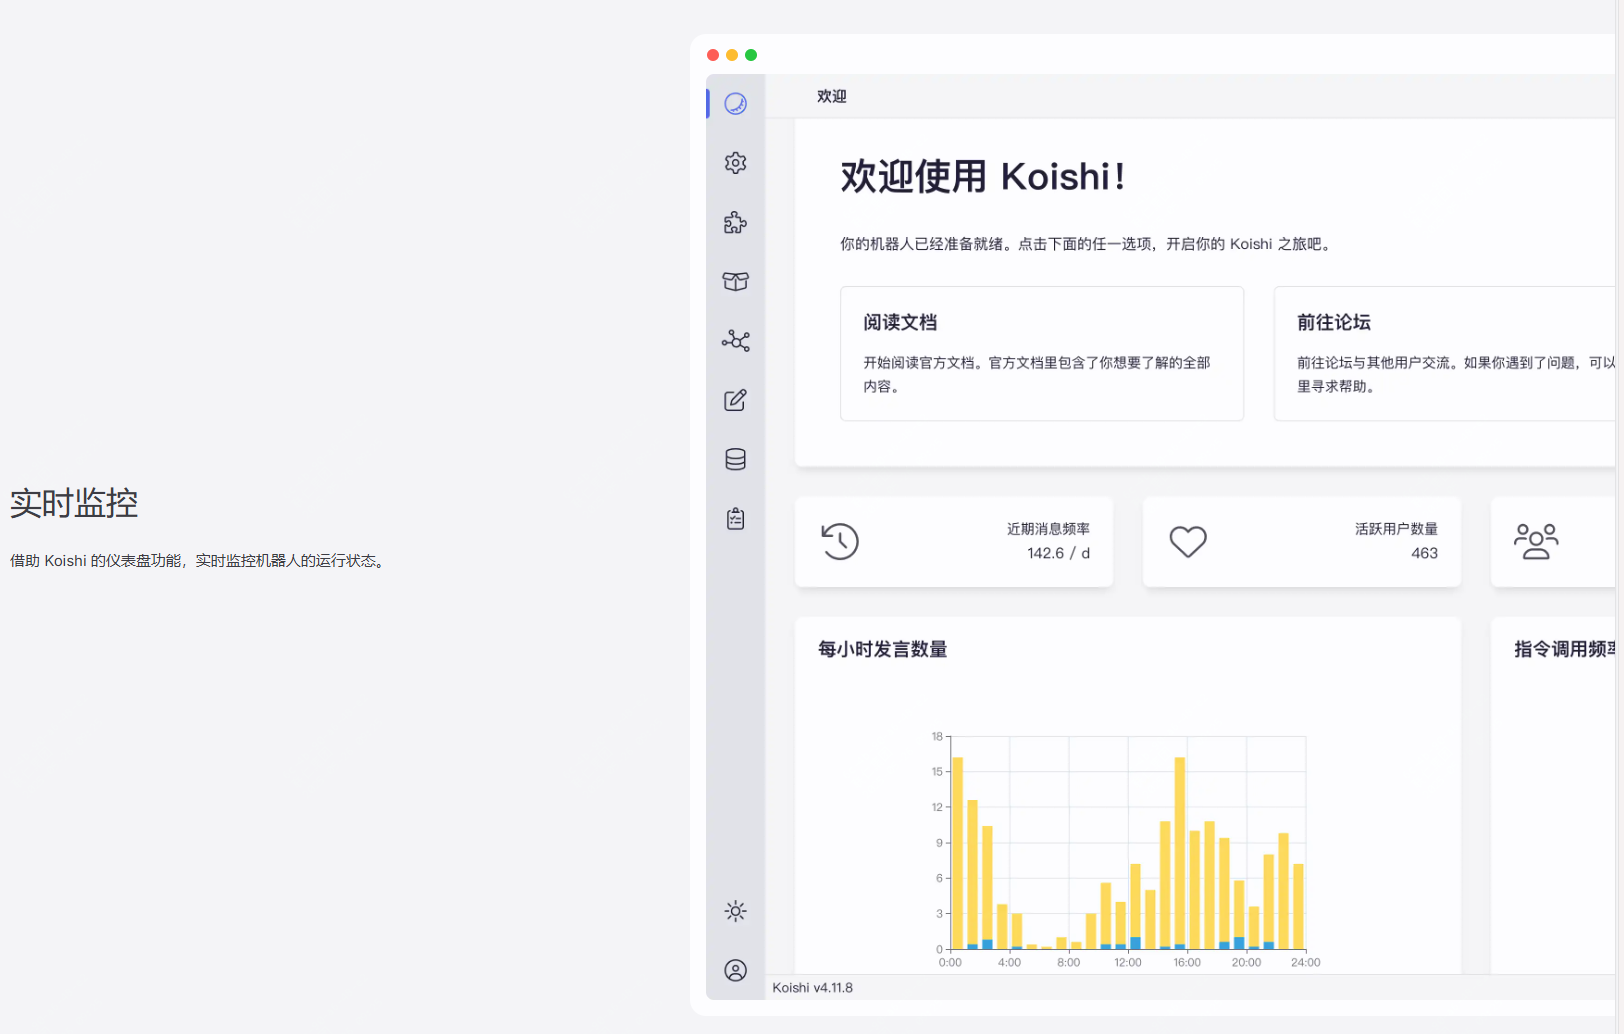 实时监控
借助 Koishi 的仪表盘功能，实时监控机器人的运行状态。
欢迎
欢迎使用 Koishi！
你的机器人已经准备就绪。点击下面的任一选项，开启你的 Koishi 之旅吧。
阅读文档
开始阅读官方文档。官方文档里包含了你想要了解的全部
内容。
前往论坛
前往论坛与其他用户交流。如果你遇到了问题，可以
里寻求帮助。
近期消息频率
142.6 / d
活跃用户数量
463
每小时发言数量
指令调用频率
18
15
12
9
6
3
0
0:00 4:00 8:00 12:00 16:00 20:00 24:00
Koishi v4.11.8